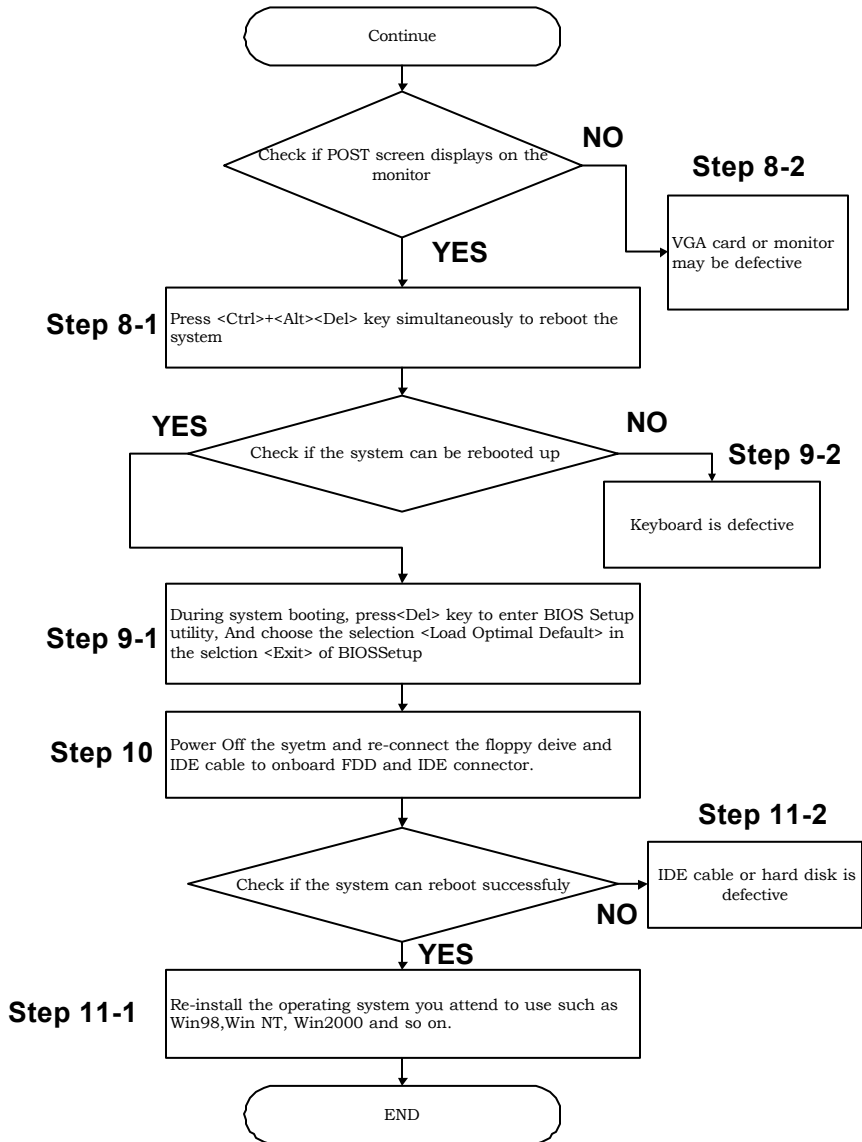 Continue
Check if POST screen displays on the
monitor
NO
Step 8-2
VGA card or monitor
may be defective
YES
Step 8-1
Press <Ctrl>+<Alt><Del> key simultaneously to reboot the
system
YES
Check if the system can be rebooted up
NO
Step 9-2
Keyboard is defective
Step 9-1
During system booting, press<Del> key to enter BIOS Setup
utility, And choose the selection <Load Optimal Default> in
the selction <Exit> of BIOSSetup
Step 10
Power Off the syetm and re-connect the floppy deive and
IDE cable to onboard FDD and IDE connector.
Step 11-2
Check if the system can reboot successfuly
IDE cable or hard disk is
defective
NO
YES
Step 11-1
Re-install the operating system you attend to use such as
Win98,Win NT, Win2000 and so on.
END